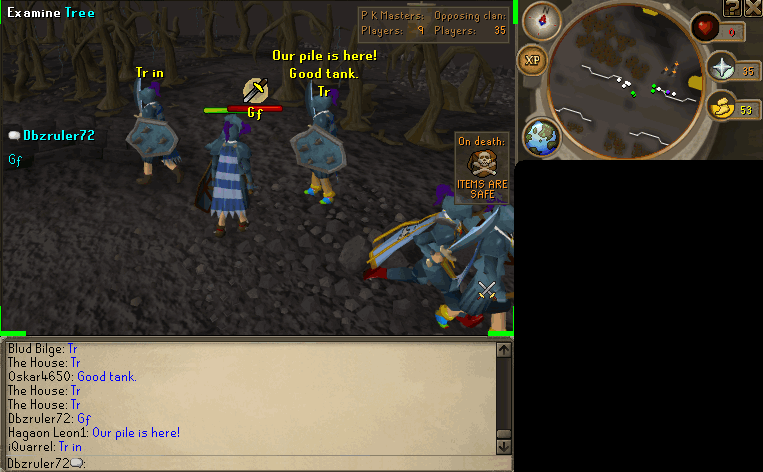 Examine Tree
P K Masters: Opposing clan:
Players: 9 Players: 35
Our pile is here!
Good tank.
Tr in
Tr
Gf
Dbzruler72
Gf
On death:
ITEMS ARE
SAFE
XP
?
0
35
53
Blud Bilge: Tr
The House: Tr
Oskar4650: Good tank.
The House: Tr
The House: Tr
Dbzruler72: Gf
Hagaon Leon1: Our pile is here!
iQuarrel: Tr in
Dbzruler72: